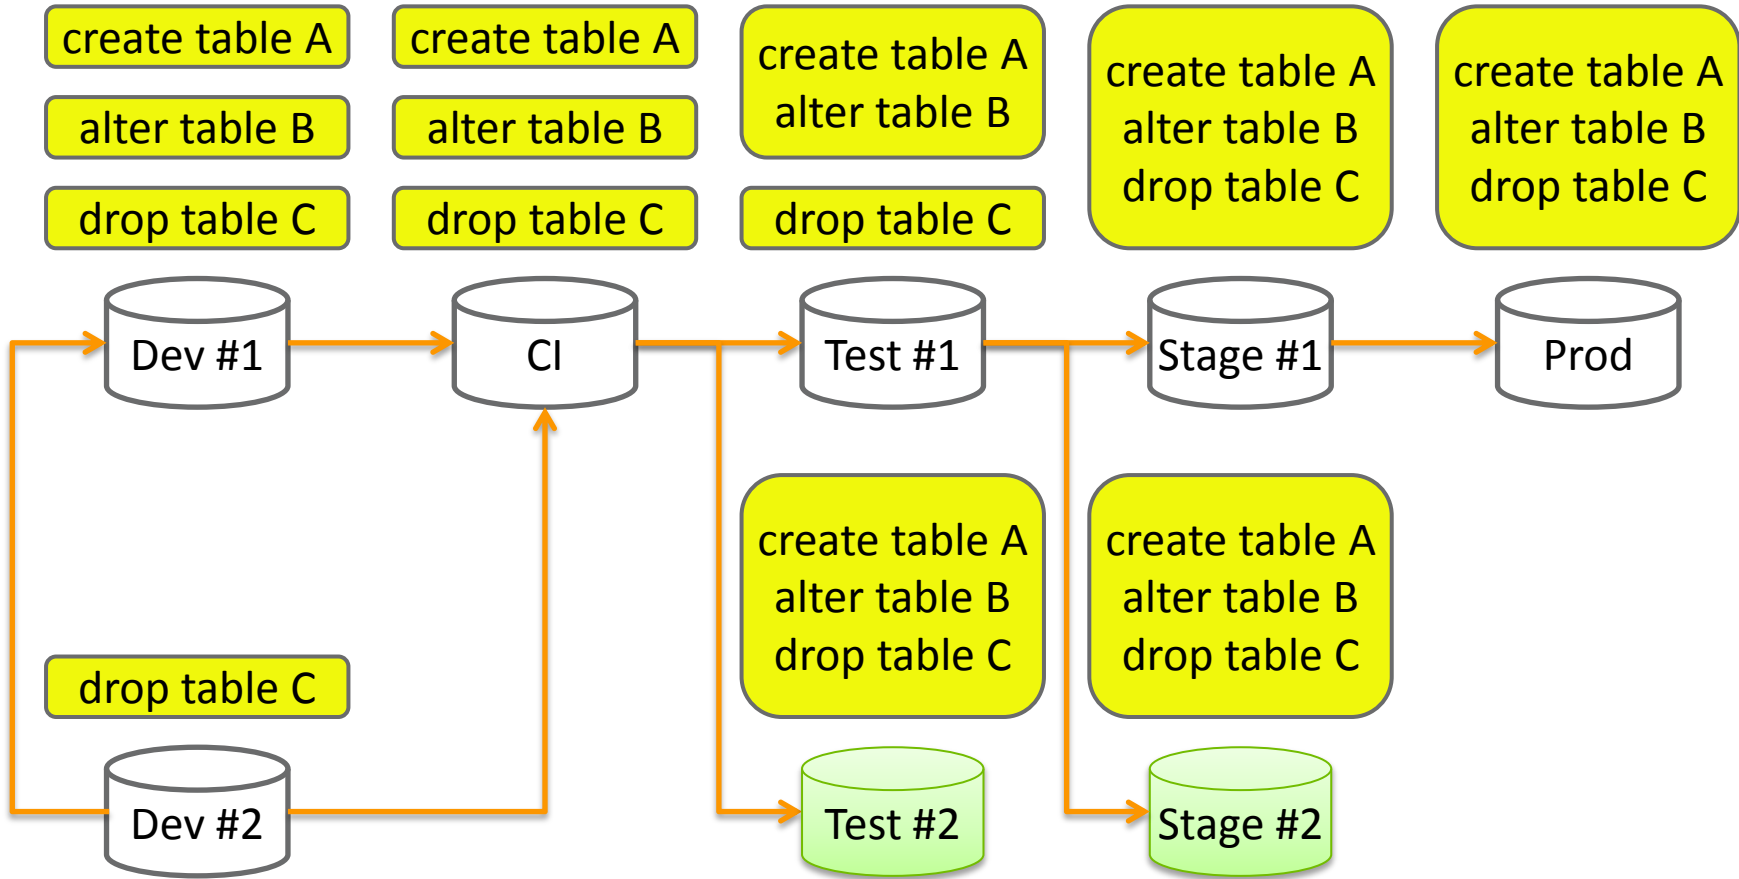 create table A
create table A
create table A
alter table B
create table A
alter table B
drop table C
create table A
alter table B
drop table C
alter table B
alter table B
drop table C
drop table C
drop table C
Dev #1
CI
Test #1
Stage #1
Prod
create table A
alter table B
drop table C
create table A
alter table B
drop table C
drop table C
Dev #2
Test #2
Stage #2